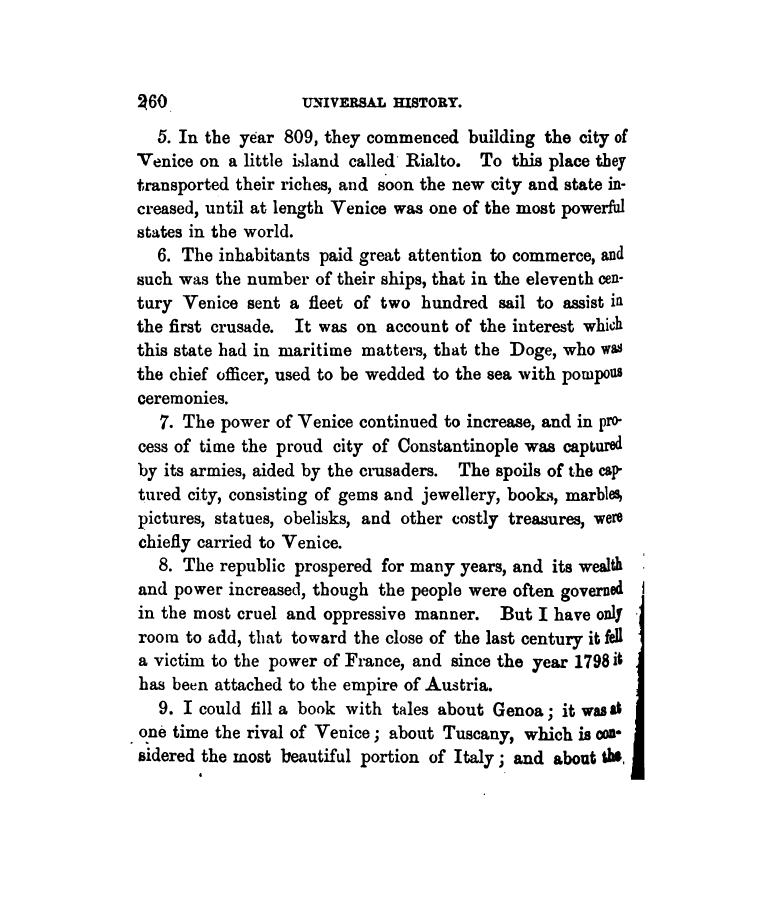 260 UNIVERSAL HISTORY.
5. In the year 809, they commenced building the city of
Venice on a little island called Rialto. To this place they
transported their riches, and soon the new city and state in-
creased, until at length Venice was one of the most powerful
states in the world.
6. The inhabitants paid great attention to commerce, and
such was the number of their ships, that in the eleventh cen-
tury Venice sent a fleet of two hundred sail to assist in
the first crusade. It was on account of the interest which
this state had in maritime matters, that the Doge, who was
the chief officer, used to be wedded to the sea with pompous
ceremonies.
7. The power of Venice continued to increase, and in pro-
cess of time the proud city of Constantinople was captured
by its armies, aided by the crusaders. The spoils of the cap-
tured city, consisting of gems and jewellery, books, marbles,
pictures, statues, obelisks, and other costly treasures, were
chiefly carried to Venice.
8. The republic prospered for many years, and its wealth
and power increased, though the people were often governed
in the most cruel and oppressive manner. But I have only
room to add, that toward the close of the last century it fell
a victim to the power of France, and since the year 1798 it
has been attached to the empire of Austria.
9. I could fill a book with tales about Genoa; it was at
one time the rival of Venice; about Tuscany, which is con-
sidered the most beautiful portion of Italy; and about the